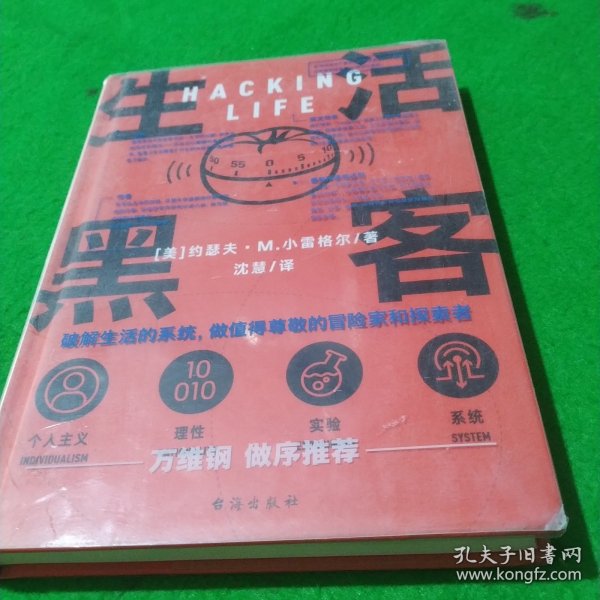 生活
HACKING
LIFE
50 55 0 5 10
黑客
[美]约瑟夫·M.小雷格尔/著
沈慧/译
破解生活的系统，做值得尊敬的冒险家和探索者
10
010
个人主义
INDIVIDUALISM
理性
实验
系统
SYSTEM
万维钢 做序推荐
台海出版社
孔夫子旧书网
www.kongfz.com